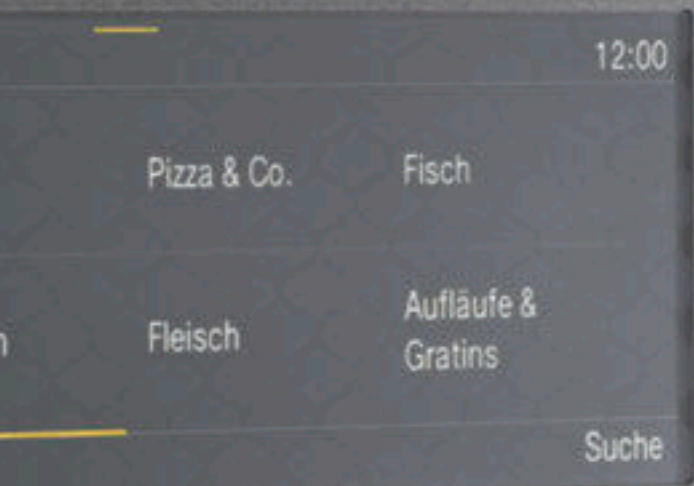 12:00
Pizza & Co.
Fisch
Fleisch
Aufläufe &
Gratins
Suche